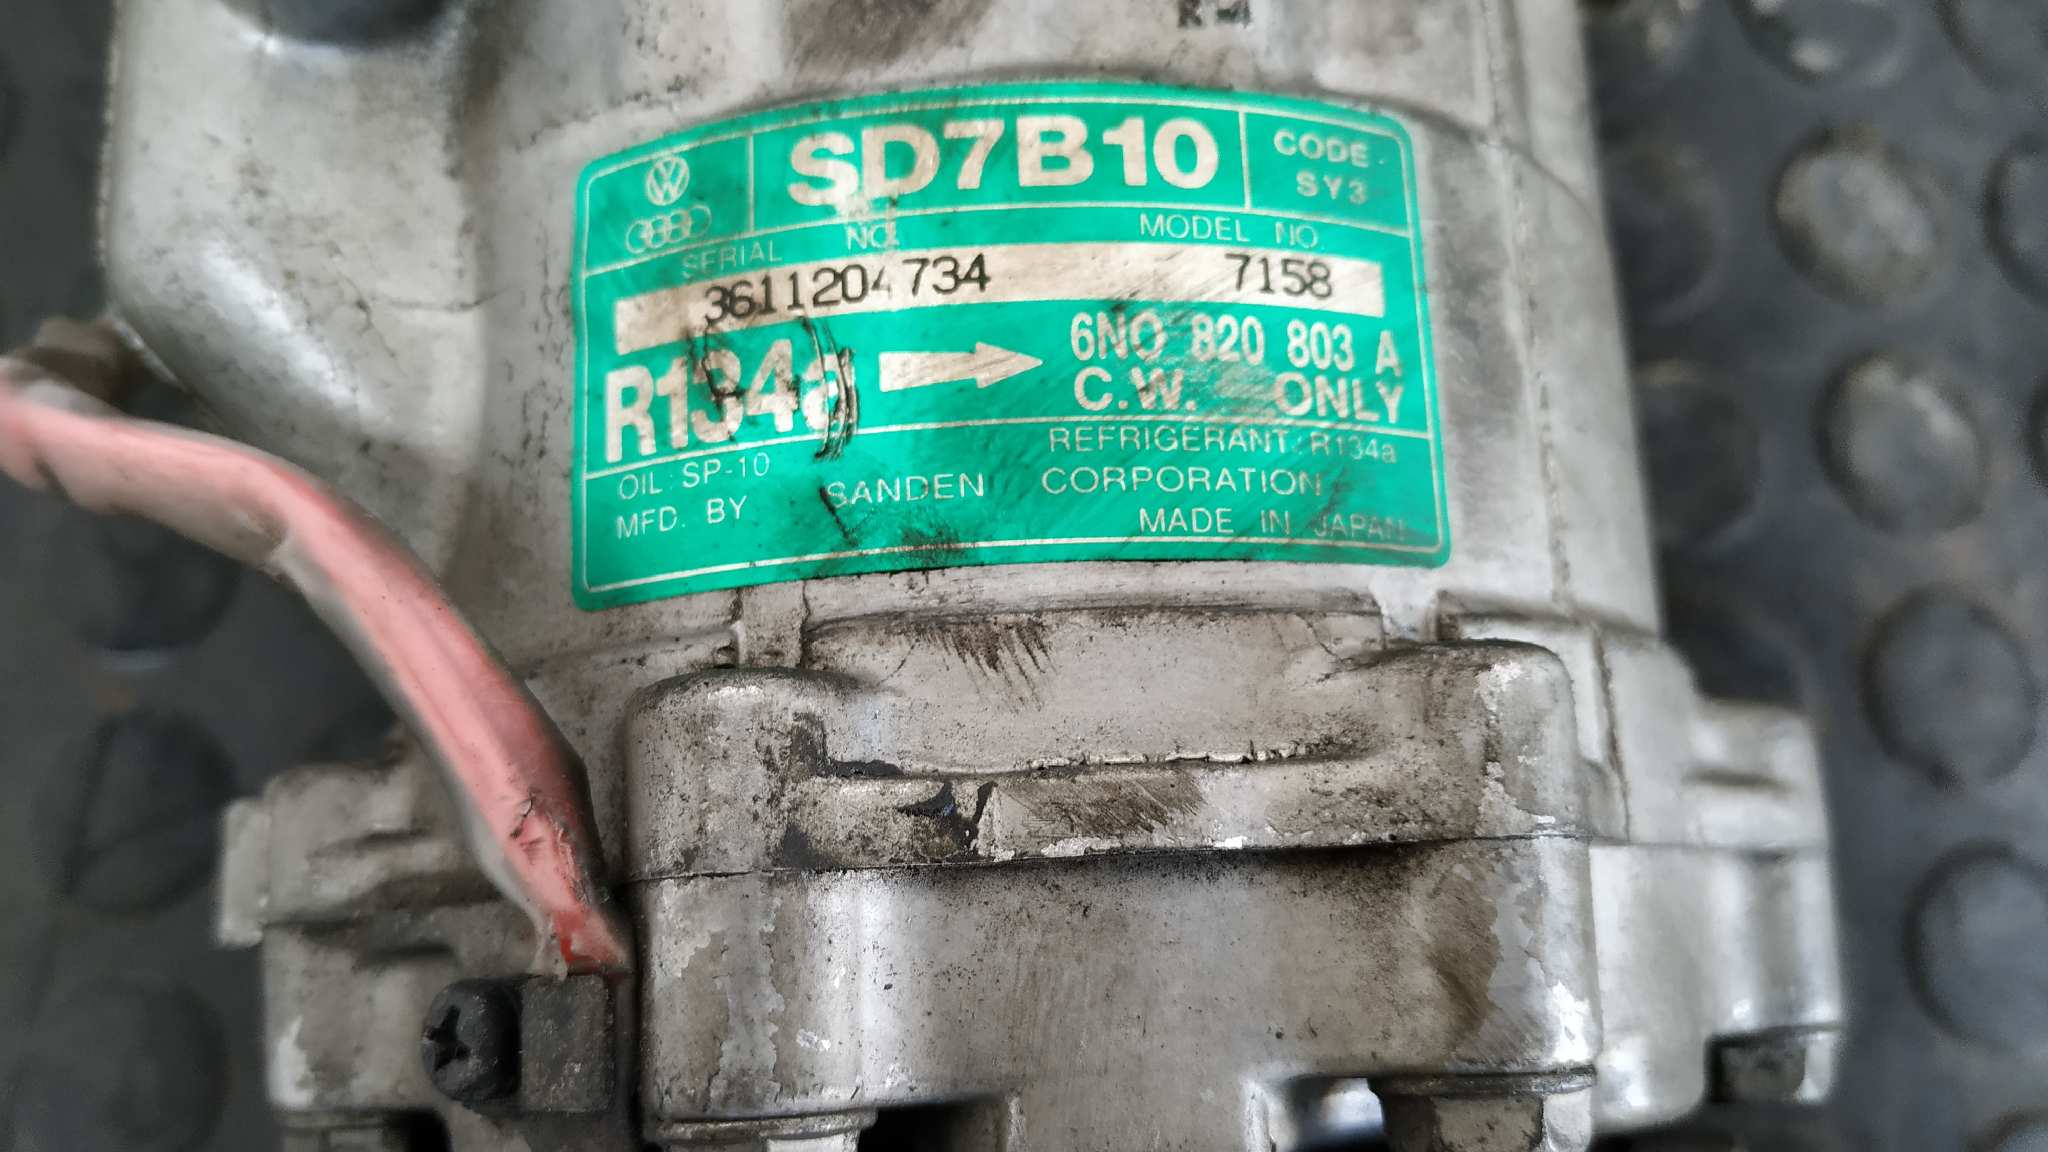 SD7B10
CODE
SY3
SERIAL NO. MODEL NO.
3611204734 7158
R134a 6N0 820 803 A
C.W. ONLY
OIL: SP-10 REFRIGERANT: R134a
MFD. BY SANDEN CORPORATION
MADE IN JAPAN